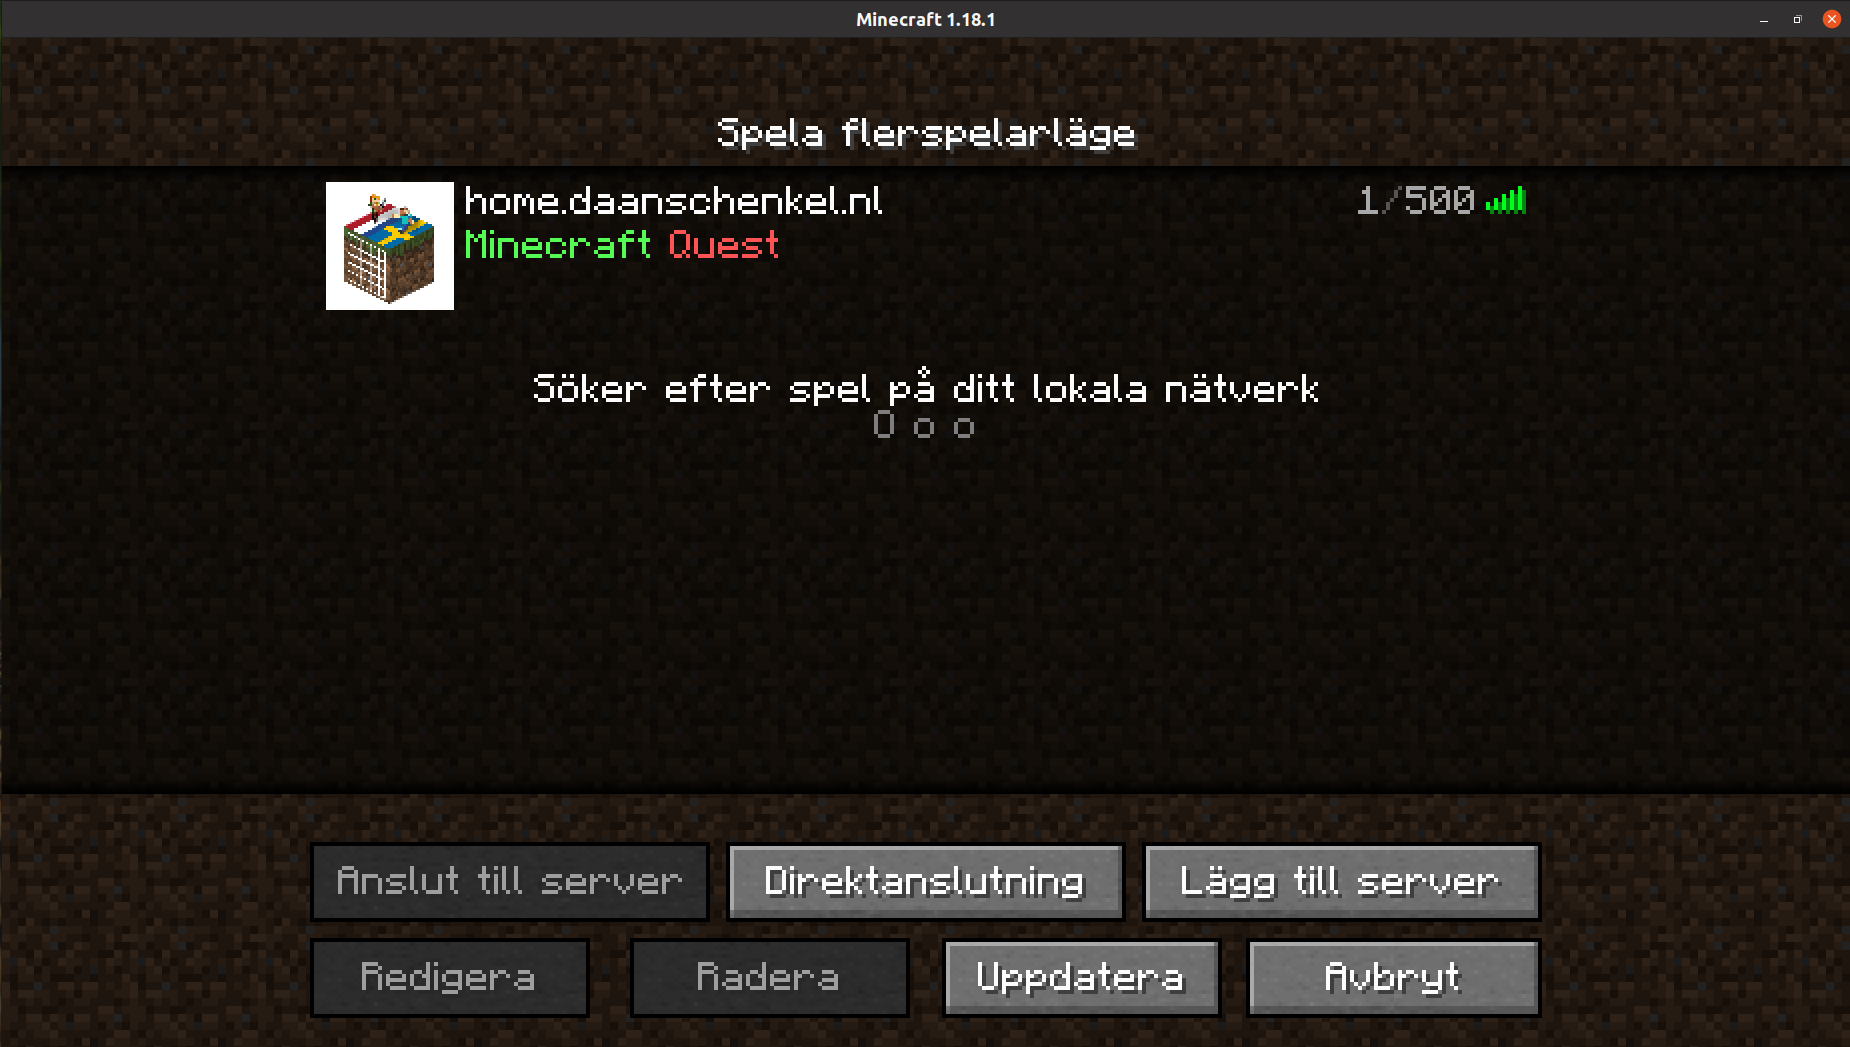 Minecraft 1.18.1
Spela flerspelarläge
home.daanschenkel.nl 1/500
Minecraft Quest
Söker efter spel på ditt lokala nätverk
O o o
Anslut till server Direktanslutning Lägg till server
Redigera Radera Uppdatera Avbryt